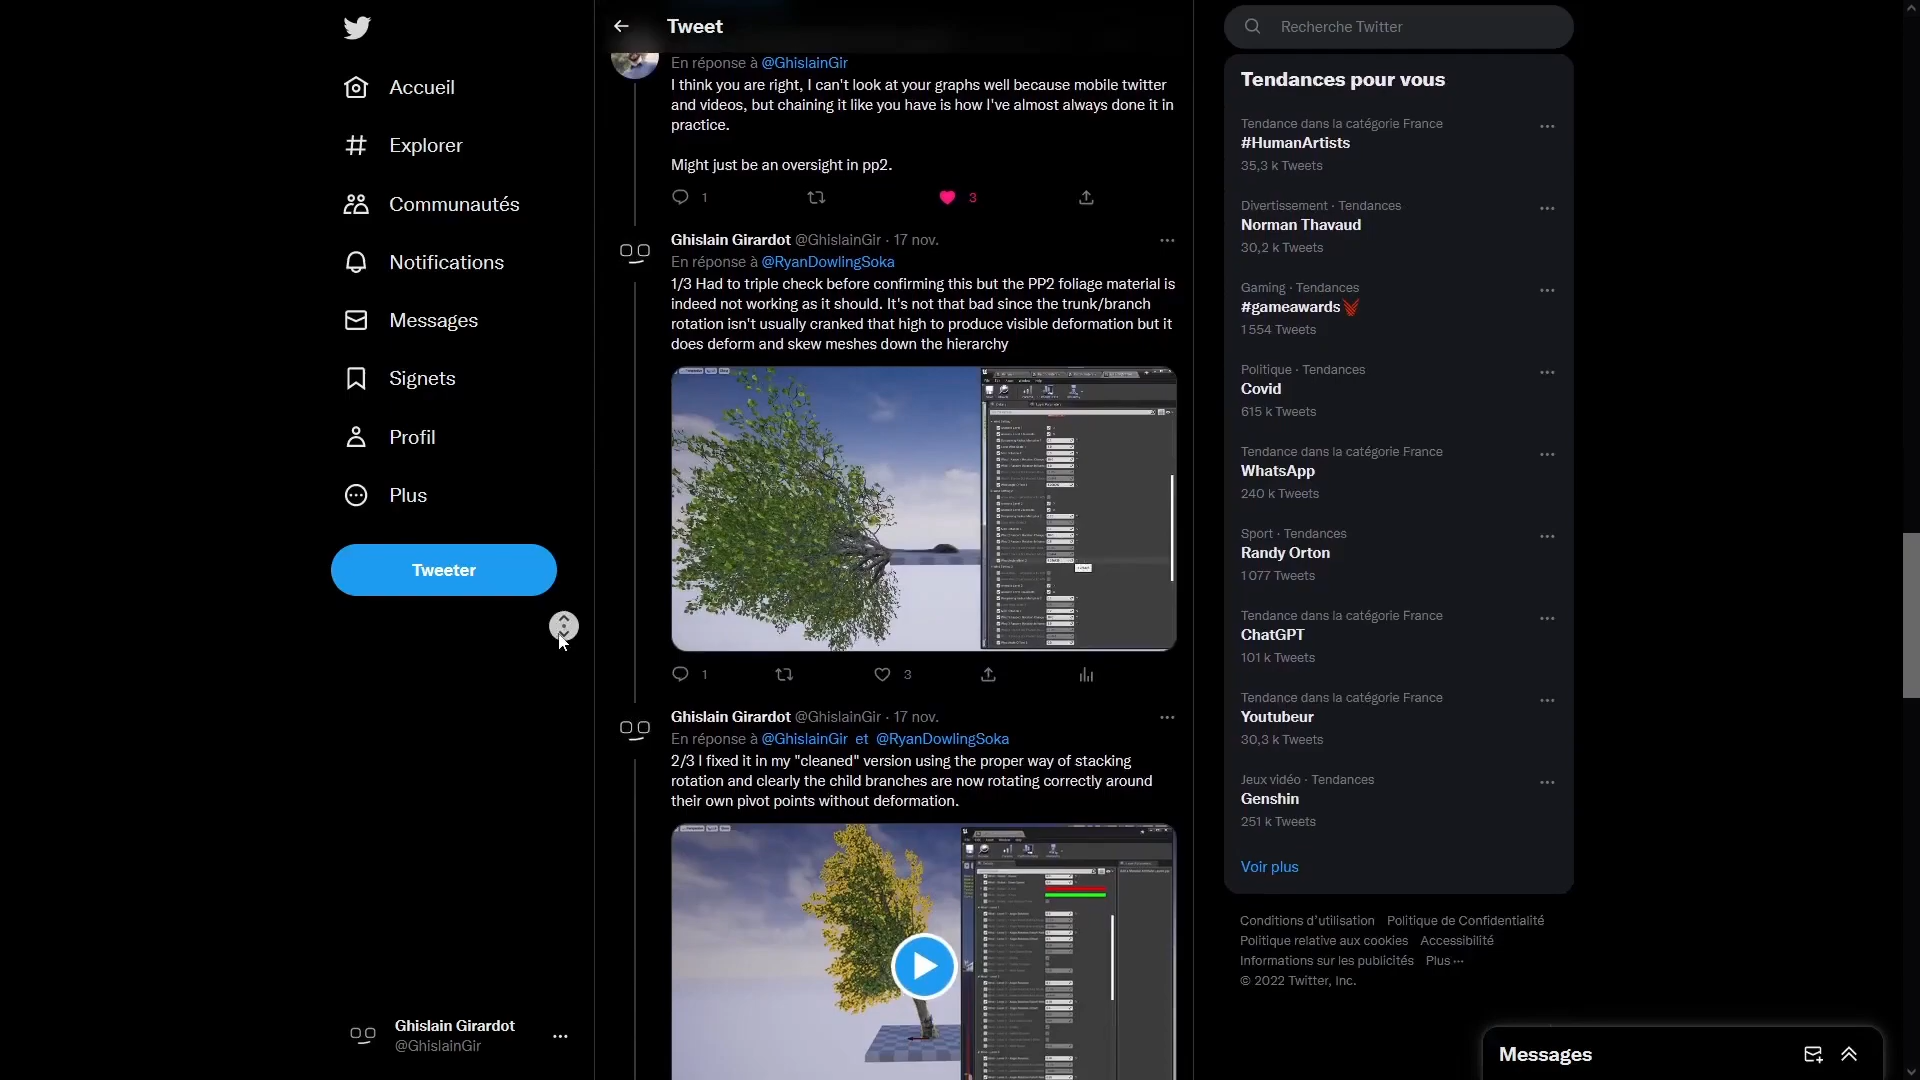 Tweet
Accueil
Explorer
Communautés
Notifications
Messages
Signets
Profil
Plus
Tweeter
Ghislain Girardot
@GhislainGir
En réponse à @GhislainGir
I think you are right, I can't look at your graphs well because mobile twitter
and videos, but chaining it like you have is how I've almost always done it in
practice.
Might just be an oversight in pp2.
1
3
Ghislain Girardot @GhislainGir · 17 nov.
En réponse à @RyanDowlingSoka
1/3 Had to triple check before confirming this but the PP2 foliage material is
indeed not working as it should. It's not that bad since the trunk/branch
rotation isn't usually cranked that high to produce visible deformation but it
does deform and skew meshes down the hierarchy
1
3
Ghislain Girardot @GhislainGir · 17 nov.
En réponse à @GhislainGir et @RyanDowlingSoka
2/3 I fixed it in my "cleaned" version using the proper way of stacking
rotation and clearly the child branches are now rotating correctly around
their own pivot points without deformation.
Recherche Twitter
Tendances pour vous
Tendance dans la catégorie France
#HumanArtists
35,3 k Tweets
Divertissement · Tendances
Norman Thavaud
30,2 k Tweets
Gaming · Tendances
#gameawards
1 554 Tweets
Politique · Tendances
Covid
615 k Tweets
Tendance dans la catégorie France
WhatsApp
240 k Tweets
Sport · Tendances
Randy Orton
1 077 Tweets
Tendance dans la catégorie France
ChatGPT
101 k Tweets
Tendance dans la catégorie France
Youtubeur
30,3 k Tweets
Jeux vidéo · Tendances
Genshin
251 k Tweets
Voir plus
Conditions d'utilisation Politique de Confidentialité
Politique relative aux cookies Accessibilité
Informations sur les publicités Plus ···
© 2022 Twitter, Inc.
Messages